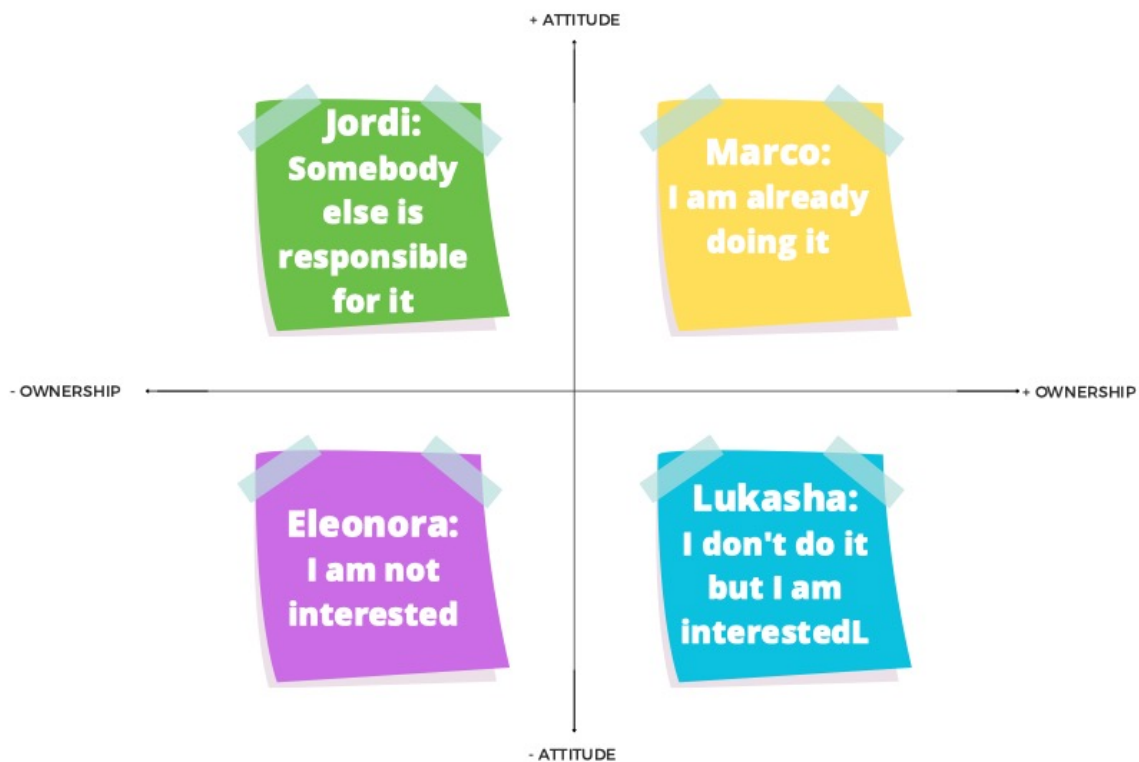 + ATTITUDE
Jordi:
Somebody
else is
responsible
for it
Marco:
I am already
doing it
- OWNERSHIP
+ OWNERSHIP
Eleonora:
I am not
interested
Lukasha:
I don't do it
but I am
interestedL
- ATTITUDE